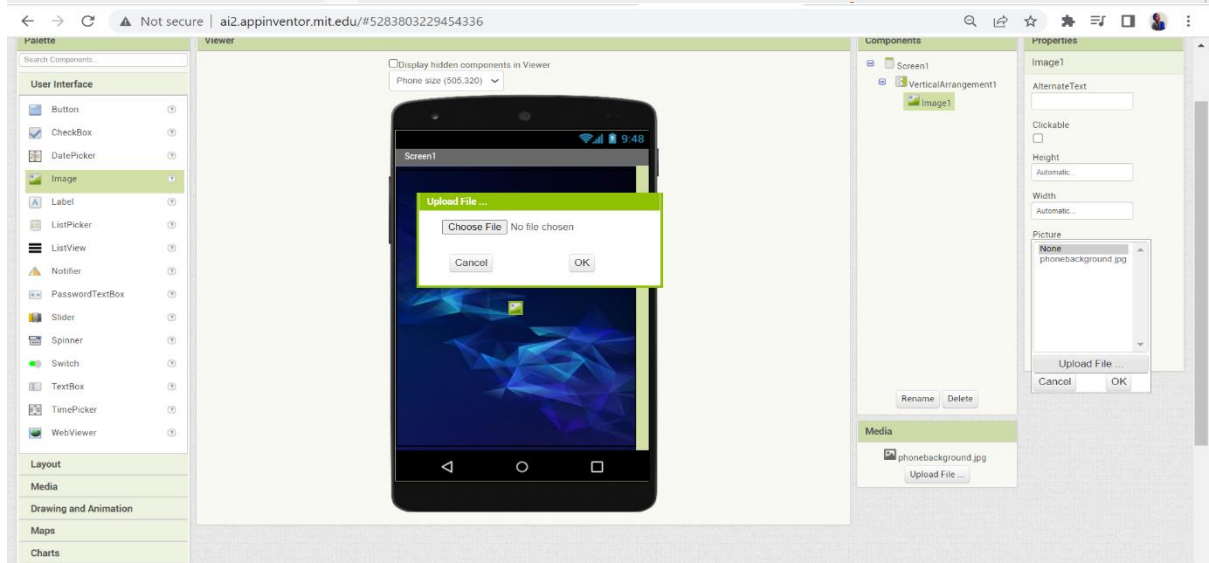 Not secure | ai2.appinventor.mit.edu/#5283803229454336
Palette
Search Components...
User Interface
Button
CheckBox
DatePicker
Image
Label
ListPicker
ListView
Notifier
PasswordTextBox
Slider
Spinner
Switch
TextBox
TimePicker
WebViewer
Layout
Media
Drawing and Animation
Maps
Charts
Viewer
Display hidden components in Viewer
Phone size (505,320)
9:48
Screen1
Upload File ...
Choose File No file chosen
Cancel OK
Components
Screen1
VerticalArrangement1
Image1
Rename Delete
Media
phonebackground.jpg
Upload File ...
Properties
Image1
AlternateText
Clickable
Height
Automatic...
Width
Automatic...
Picture
None
phonebackground.jpg
Upload File ...
Cancel OK